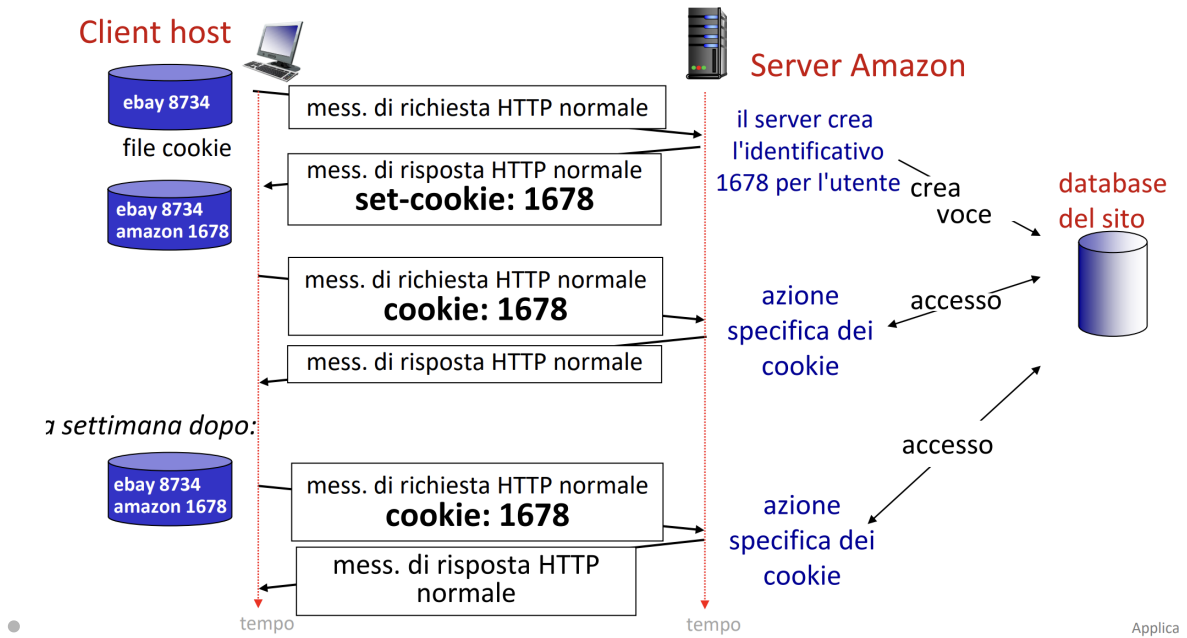 Client host
Server Amazon
ebay 8734
file cookie
mess. di richiesta HTTP normale
il server crea
l'identificativo
1678 per l'utente
mess. di risposta HTTP normale
set-cookie: 1678
crea
voce
database
del sito
ebay 8734
amazon 1678
mess. di richiesta HTTP normale
cookie: 1678
azione
specifica dei
cookie
accesso
mess. di risposta HTTP normale
settimana dopo:
accesso
ebay 8734
amazon 1678
mess. di richiesta HTTP normale
cookie: 1678
azione
specifica dei
cookie
mess. di risposta HTTP
normale
tempo
tempo
Applica